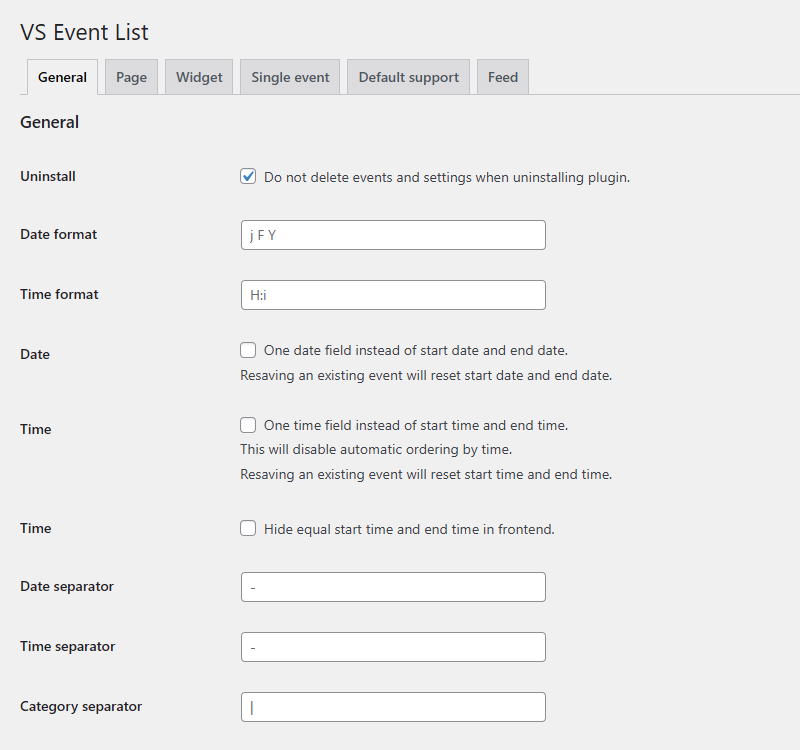 VS Event List
General Page Widget Single event Default support Feed
General
Uninstall Do not delete events and settings when uninstalling plugin.
Date format j F Y
Time format H:i
Date One date field instead of start date and end date.
Resaving an existing event will reset start date and end date.
Time One time field instead of start time and end time.
This will disable automatic ordering by time.
Resaving an existing event will reset start time and end time.
Time Hide equal start time and end time in frontend.
Date separator -
Time separator -
Category separator |